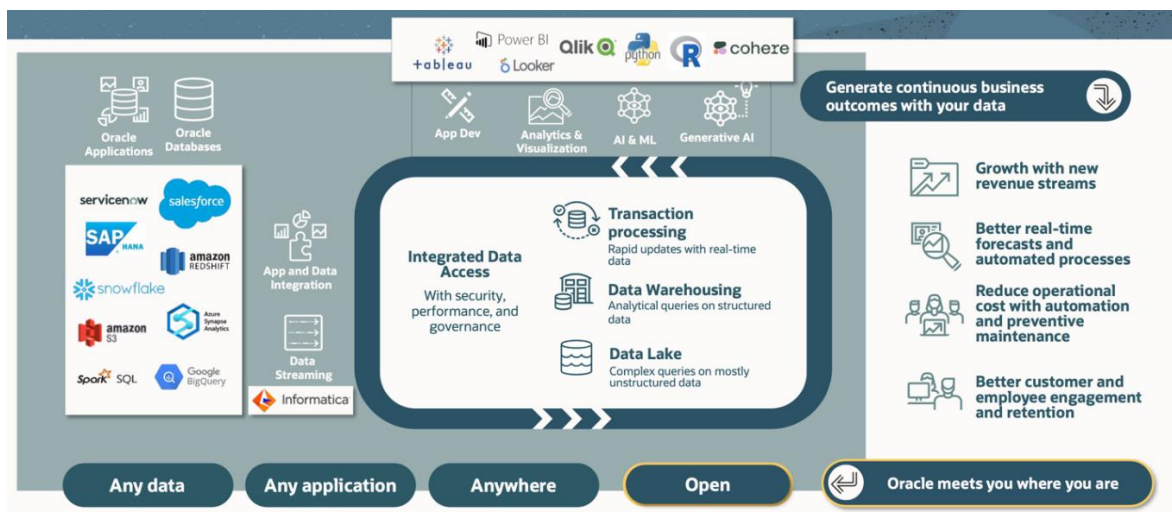 + a b l e a u
Power BI
Looker
Qlik
python
R
cohere
Oracle
Applications
Oracle
Databases
App Dev
Analytics &
Visualization
AI & ML
Generative AI
Generate continuous business
outcomes with your data
servicenow
salesforce
SAP
HANA
amazon
REDSHIFT
snowflake
amazon
S3
Azure
Synapse
Analytics
Spark SQL
Google
BigQuery
App and Data
Integration
Data
Streaming
Informatica
Integrated Data
Access
With security,
performance, and
governance
Transaction
processing
Rapid updates with real-time
data
Data Warehousing
Analytical queries on structured
data
Data Lake
Complex queries on mostly
unstructured data
Growth with new
revenue streams
Better real-time
forecasts and
automated processes
Reduce operational
cost with automation
and preventive
maintenance
Better customer and
employee engagement
and retention
Any data
Any application
Anywhere
Open
Oracle meets you where you are